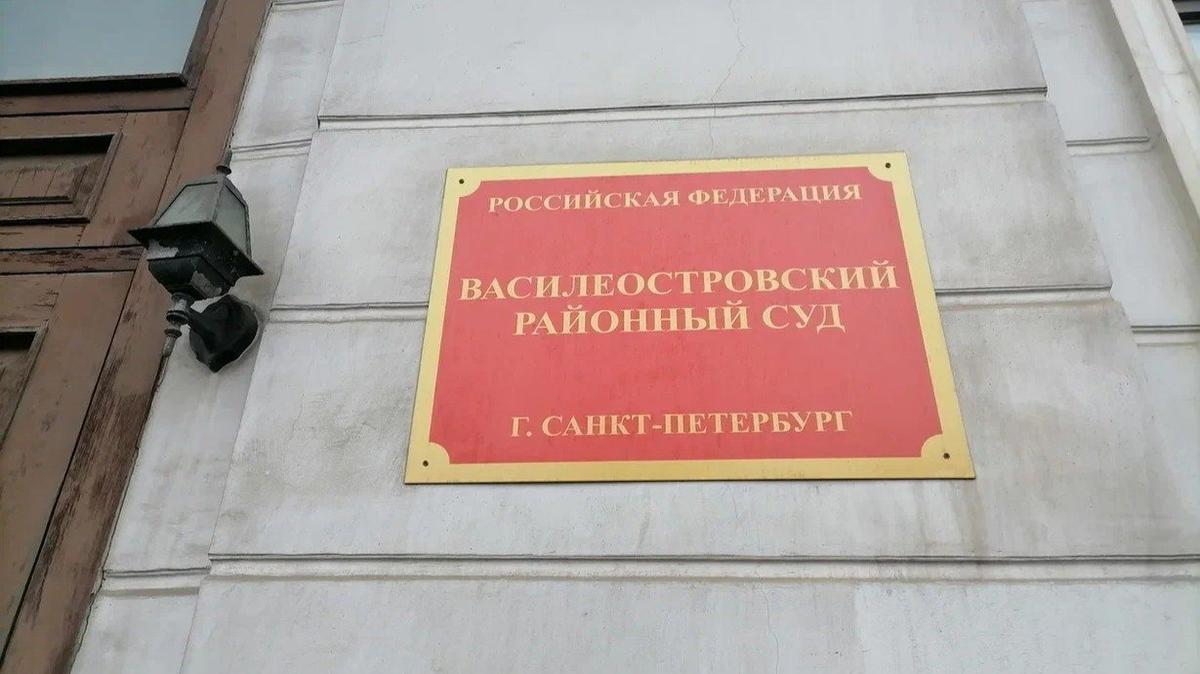 РОССИЙСКАЯ ФЕДЕРАЦИЯ
ВАСИЛЕОСТРОВСКИЙ
РАЙОННЫЙ СУД
Г. САНКТ-ПЕТЕРБУРГ